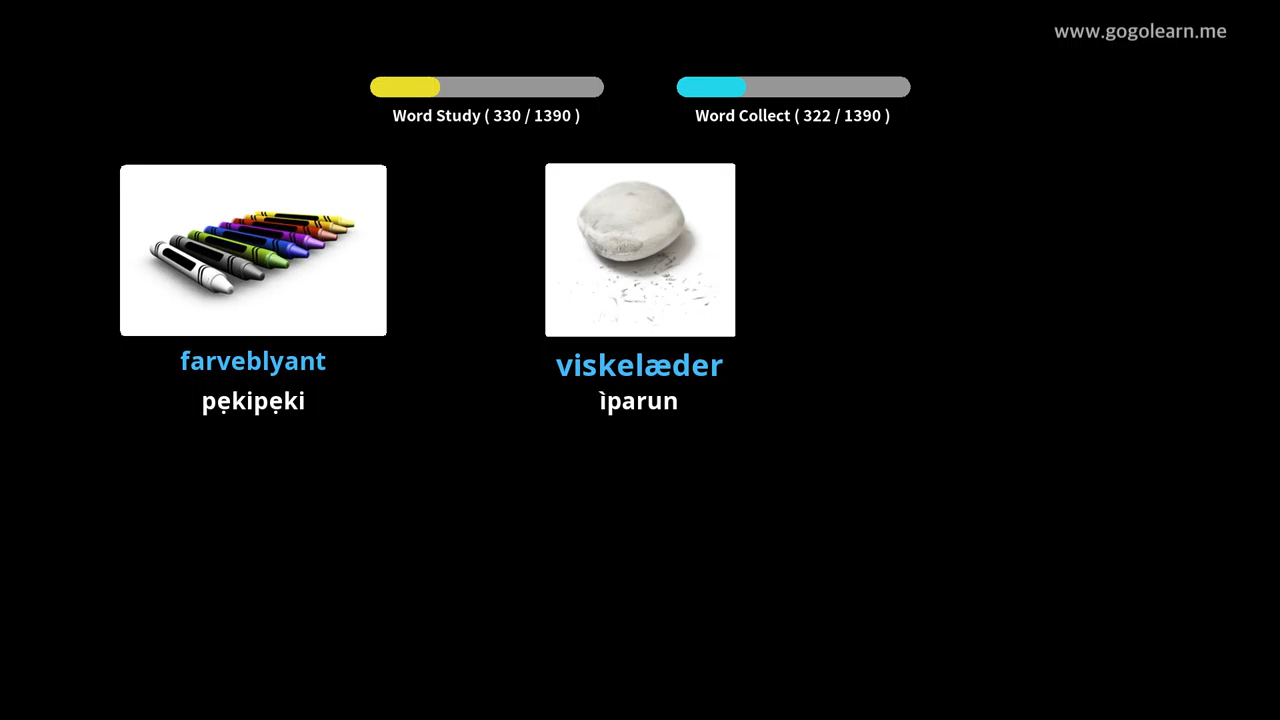 www.gogolearn.me
Word Study ( 330 / 1390 )
Word Collect ( 322 / 1390 )
farveblyant
pẹkipẹki
viskelæder
ìparun